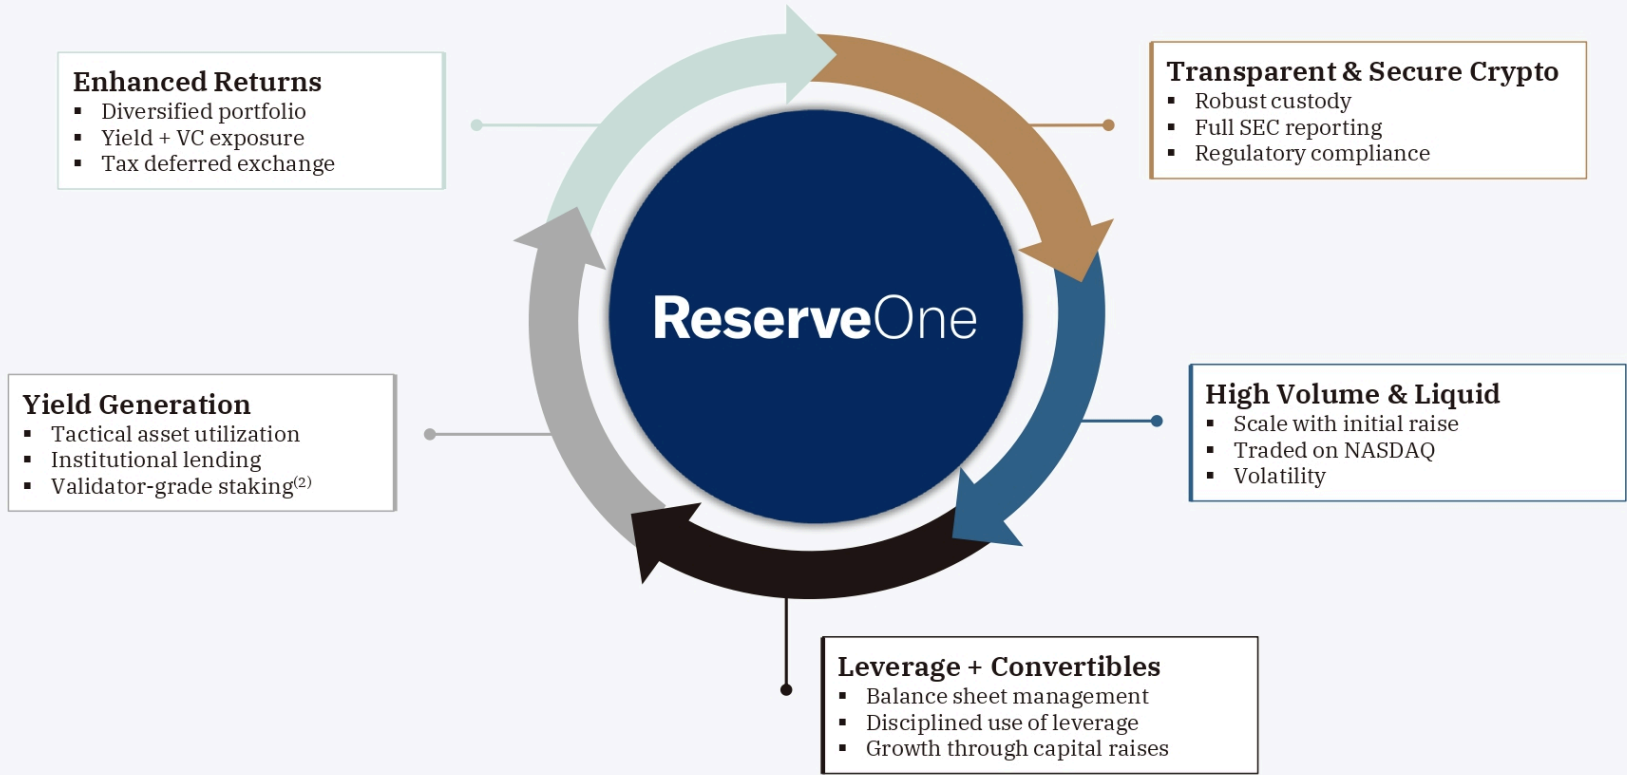 Enhanced Returns
▪ Diversified portfolio
▪ Yield + VC exposure
▪ Tax deferred exchange
Transparent & Secure Crypto
▪ Robust custody
▪ Full SEC reporting
▪ Regulatory compliance
ReserveOne
Yield Generation
▪ Tactical asset utilization
▪ Institutional lending
▪ Validator-grade staking(2)
High Volume & Liquid
▪ Scale with initial raise
▪ Traded on NASDAQ
▪ Volatility
Leverage + Convertibles
▪ Balance sheet management
▪ Disciplined use of leverage
▪ Growth through capital raises